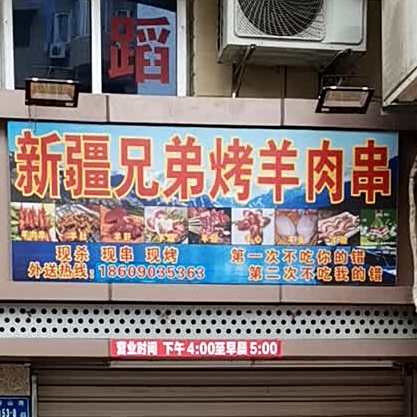 蹈
新疆兄弟烤羊肉串
现杀 现串 现烤
第一次不吃你的错
外送热线：18609035363
第二次不吃我的错
营业时间 下午4:00至早晨5:00